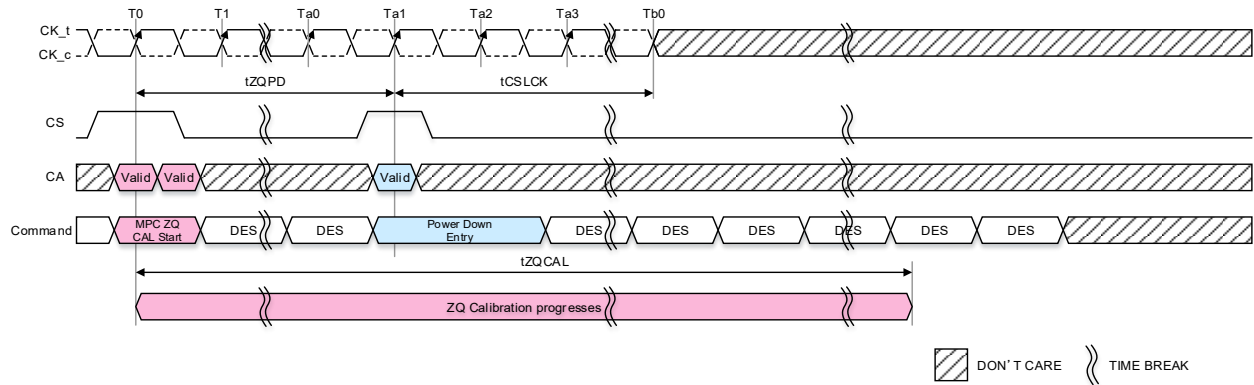 T0 T1 Ta0 Ta1 Ta2 Ta3 Tb0
CK_t
CK_c
tZQPD tCSLCK
CS
CA Valid Valid Valid
Command MPC ZQ CAL Start DES DES Power Down Entry DES DES DES DES DES DES
tZQCAL
ZQ Calibration progresses
DON'T CARE TIME BREAK